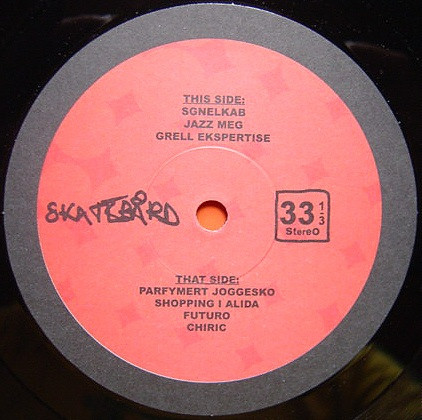 THIS SIDE:
SGNELKAB
JAZZ MEG
GRELL EKSPERTISE
SKATEBÅRD
33 1/3
StereO
THAT SIDE:
PARFYMERT JOGGESKO
SHOPPING I ALIDA
FUTURO
CHIRIC